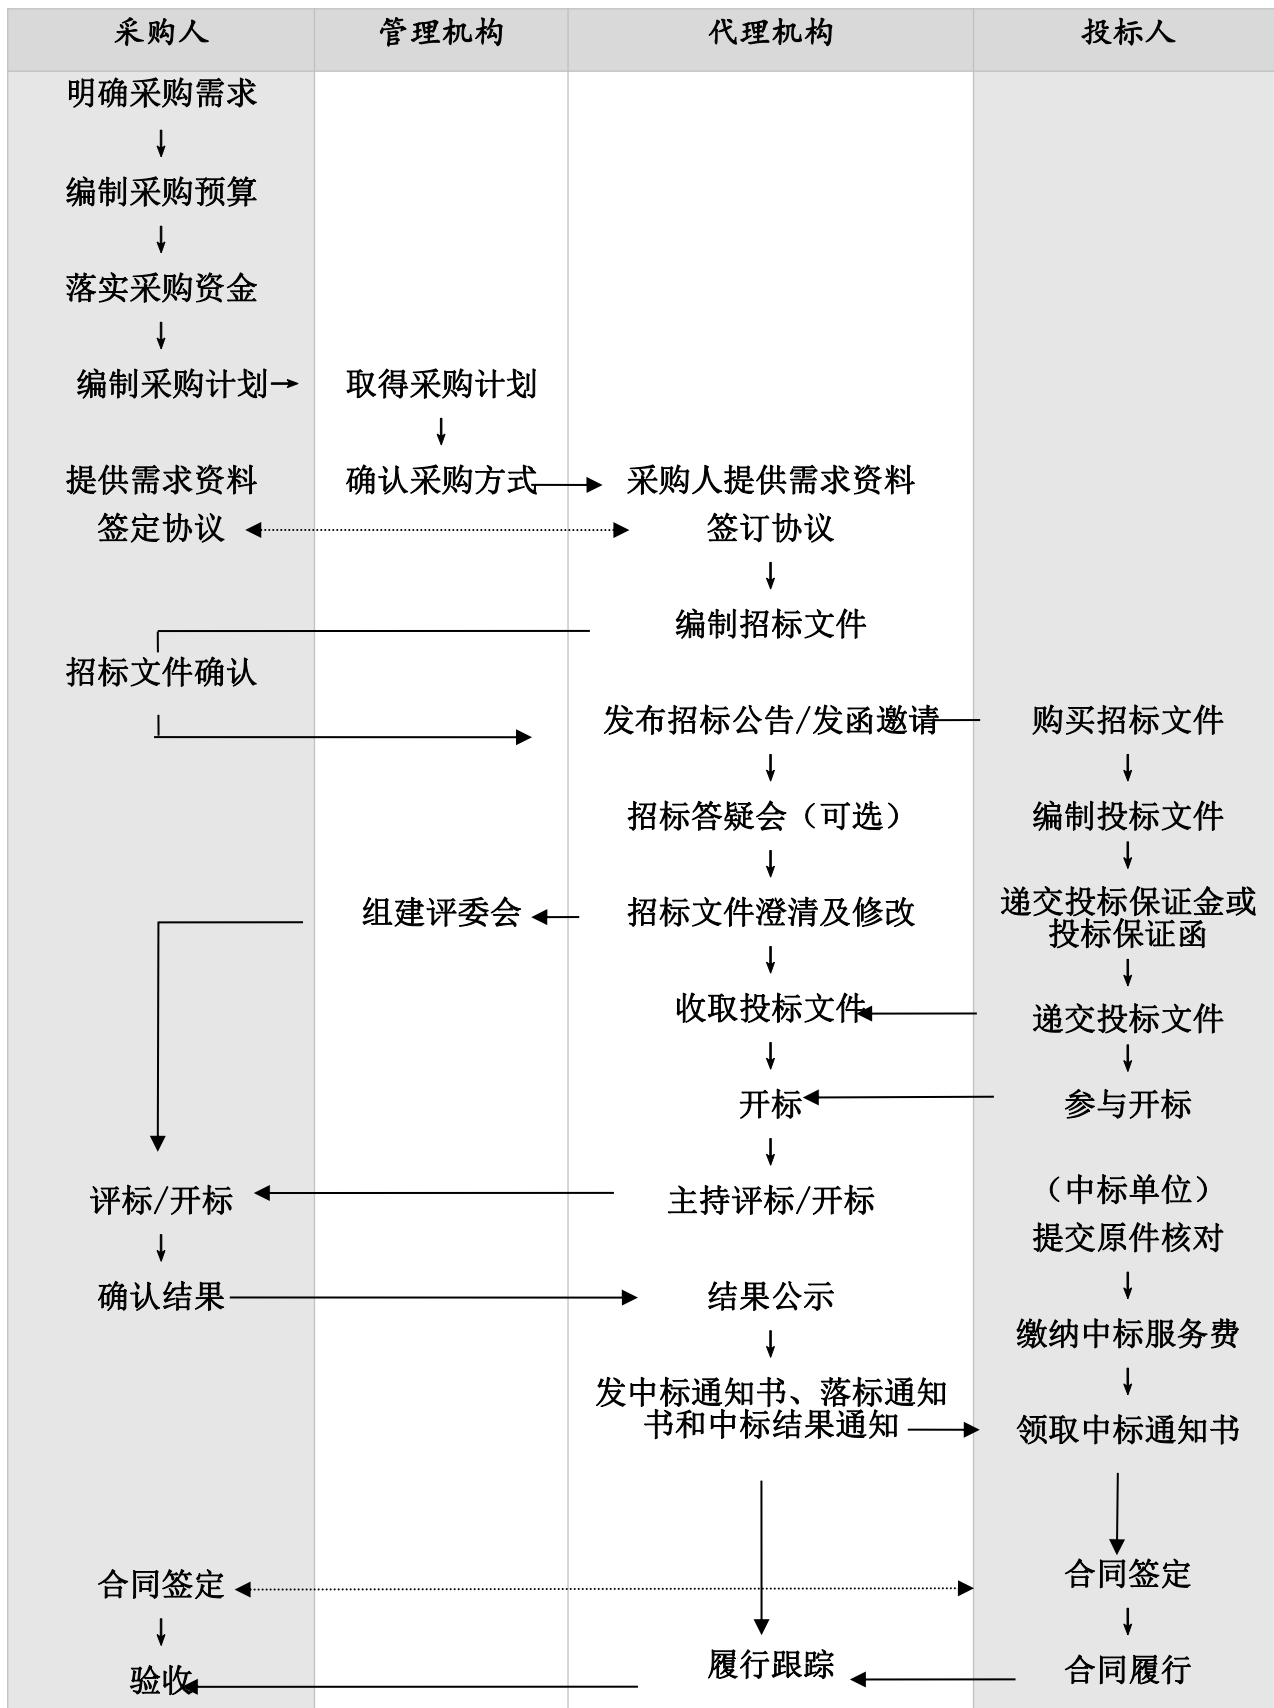 采购人 管理机构 代理机构 投标人
明确采购需求
编制采购预算
落实采购资金
编制采购计划 取得采购计划
提供需求资料 确认采购方式 采购人提供需求资料
签定协议 签订协议
编制招标文件
招标文件确认
发布招标公告/发函邀请 购买招标文件
招标答疑会（可选） 编制投标文件
组建评委会 招标文件澄清及修改 递交投标保证金或
投标保证函
收取投标文件 递交投标文件
开标 参与开标
评标/开标 主持评标/开标 （中标单位）
提交原件核对
确认结果 结果公示
缴纳中标服务费
发中标通知书、落标通知
书和中标结果通知 领取中标通知书
合同签定 合同签定
验收 履行跟踪 合同履行